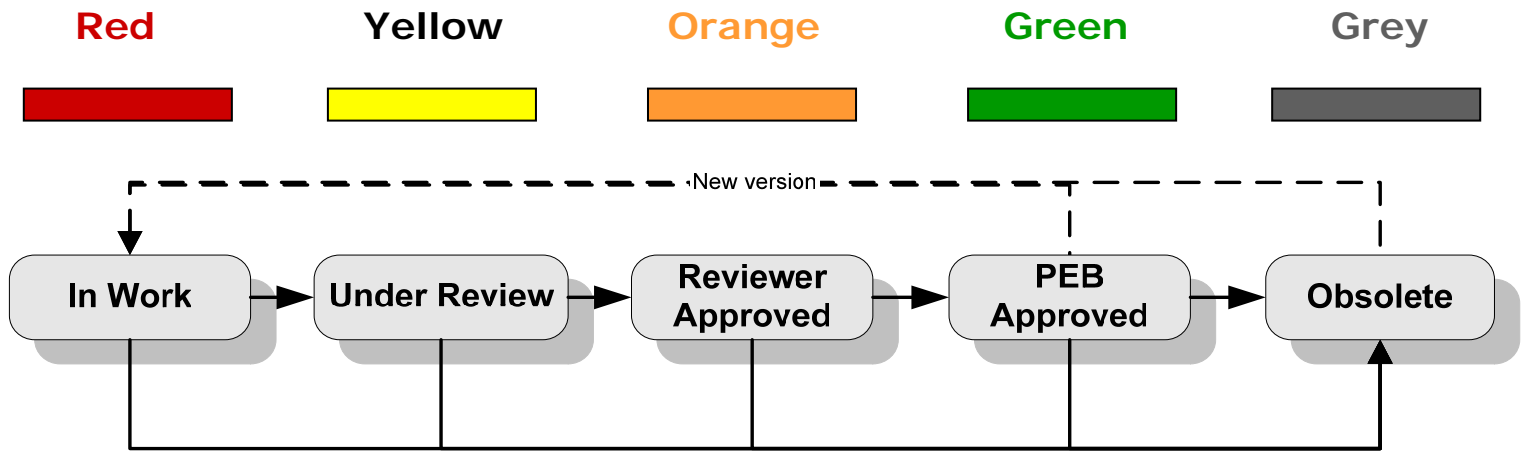 Red
Yellow
Orange
Green
Grey
New version
In Work
Under Review
Reviewer
Approved
PEB
Approved
Obsolete